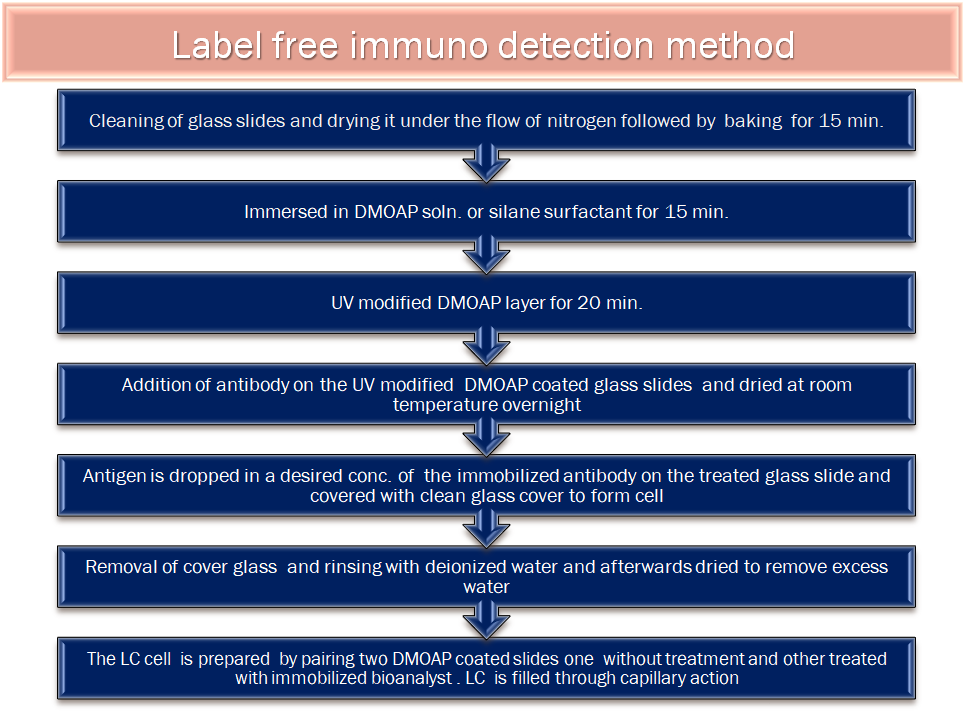 Label free immuno detection method
Cleaning of glass slides and drying it under the flow of nitrogen followed by baking for 15 min.
Immersed in DMOAP soln. or silane surfactant for 15 min.
UV modified DMOAP layer for 20 min.
Addition of antibody on the UV modified DMOAP coated glass slides and dried at room
temperature overnight
Antigen is dropped in a desired conc. of the immobilized antibody on the treated glass slide and
covered with clean glass cover to form cell
Removal of cover glass and rinsing with deionized water and afterwards dried to remove excess
water
The LC cell is prepared by pairing two DMOAP coated slides one without treatment and other treated
with immobilized bioanalyst . LC is filled through capillary action